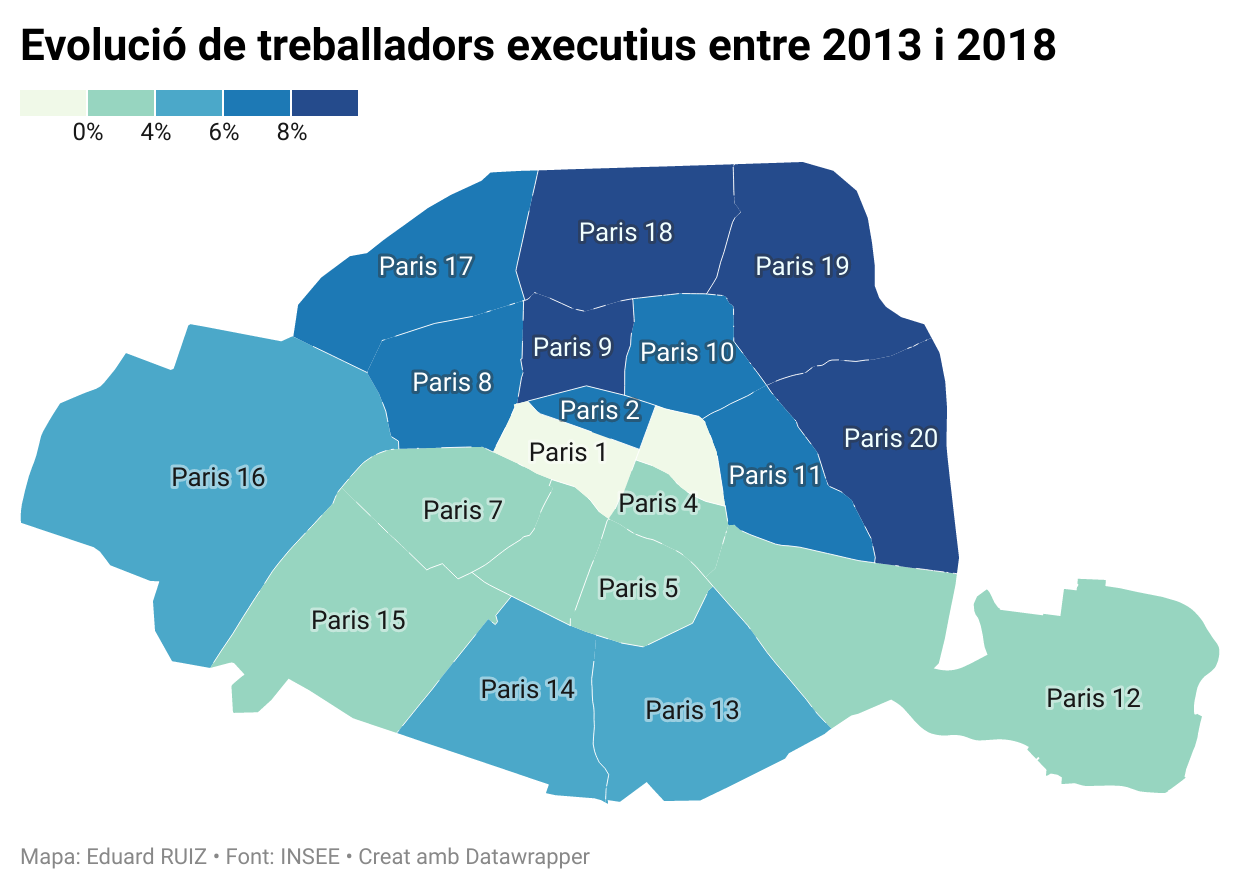 Evolució de treballadors executius entre 2013 i 2018
0% 4% 6% 8%
Paris 18
Paris 17
Paris 19
Paris 9
Paris 10
Paris 8
Paris 2
Paris 20
Paris 1
Paris 16
Paris 11
Paris 7
Paris 4
Paris 5
Paris 15
Paris 14
Paris 12
Paris 13
Mapa: Eduard RUIZ • Font: INSEE • Creat amb Datawrapper